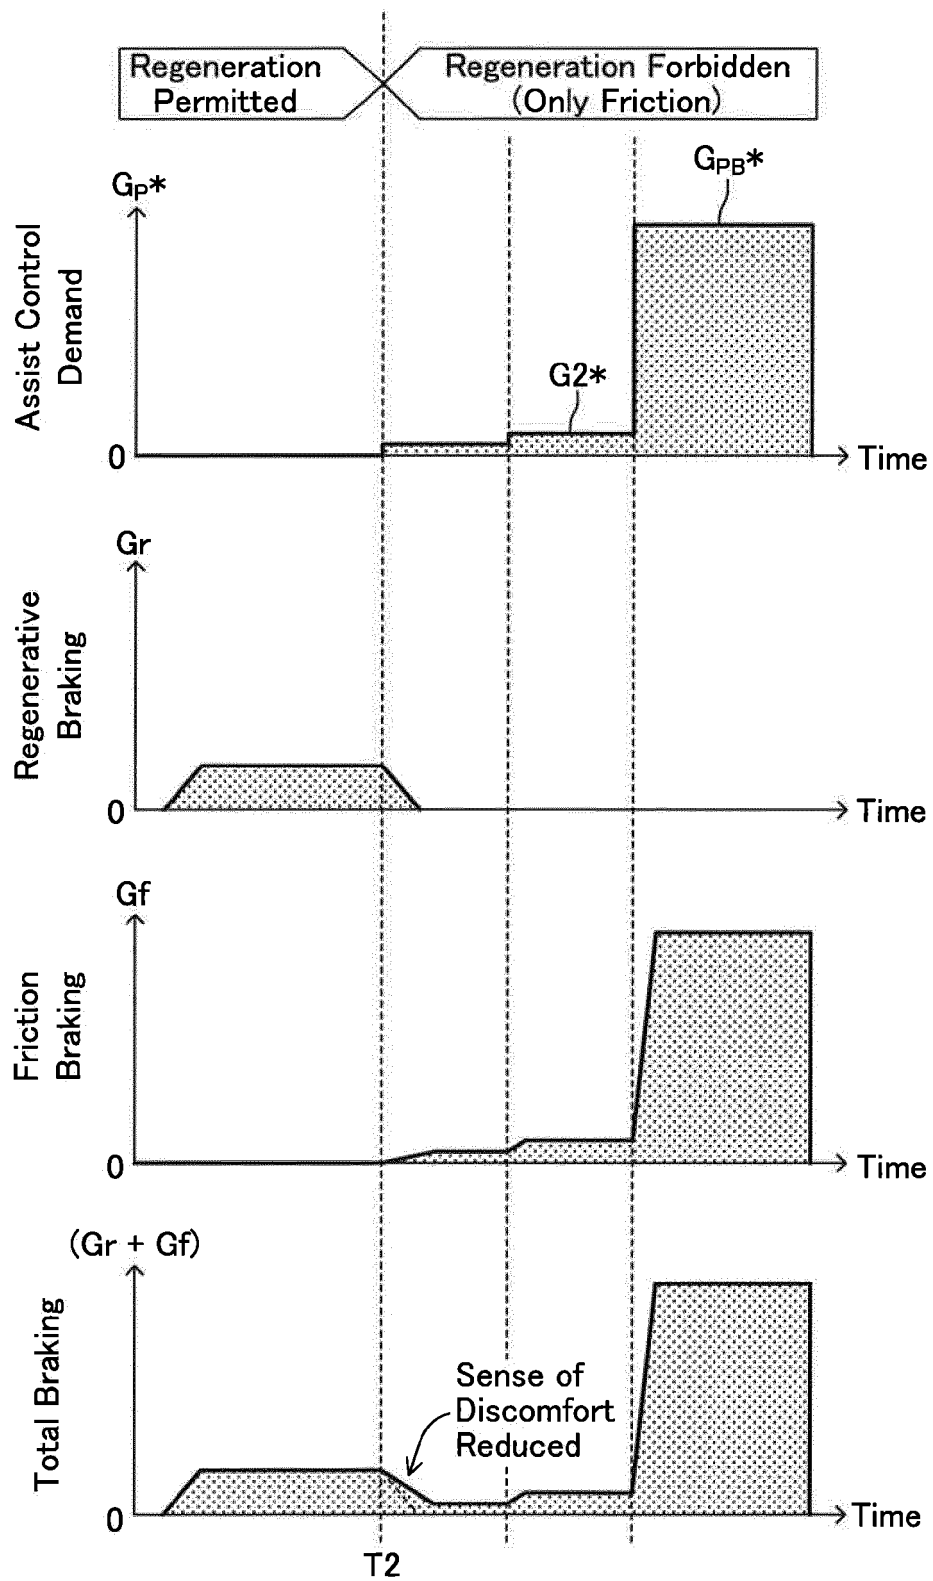 Regeneration
Permitted
Regeneration Forbidden
(Only Friction)
GP*
GPB*
G2*
Assist Control
Demand
0
Time
Gr
Regenerative
Braking
0
Time
Gf
Friction
Braking
0
Time
(Gr + Gf)
Total Braking
Sense of
Discomfort
Reduced
0
Time
T2